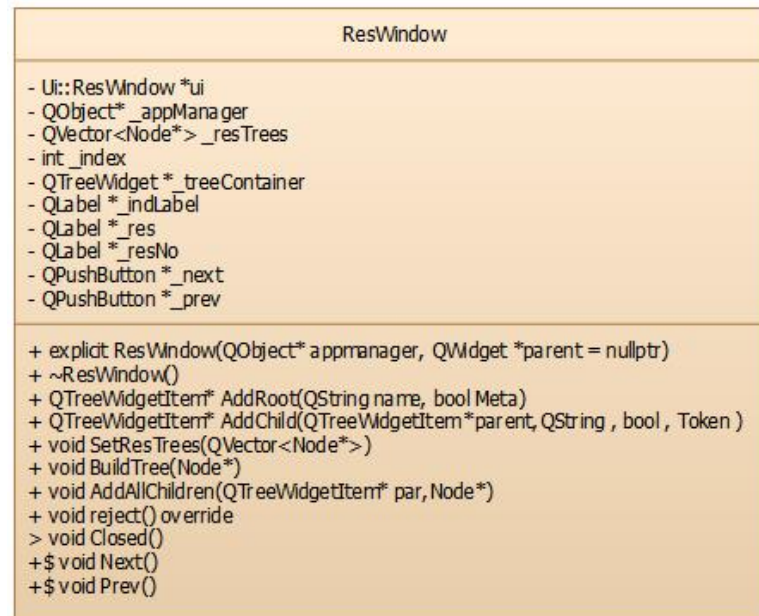 ResWindow
- Ui::ResWindow *ui
- QObject* _appManager
- QVector<Node*> _resTrees
- int _index
- QTreeWidget *_treeContainer
- QLabel *_indLabel
- QLabel *_res
- QLabel *_resNo
- QPushButton *_next
- QPushButton *_prev
+ explicit ResWindow(QObject* appmanager, QWidget *parent = nullptr)
+ ~ResWindow()
+ QTreeWidgetItem* AddRoot(QString name, bool Meta)
+ QTreeWidgetItem* AddChild(QTreeWidgetItem*parent,QString , bool , Token )
+ void SetResTrees(QVector<Node*>)
+ void BuildTree(Node*)
+ void AddAllChildren(QTreeWidgetItem* par,Node*)
+ void reject() override
> void Closed()
+$ void Next()
+$ void Prev()